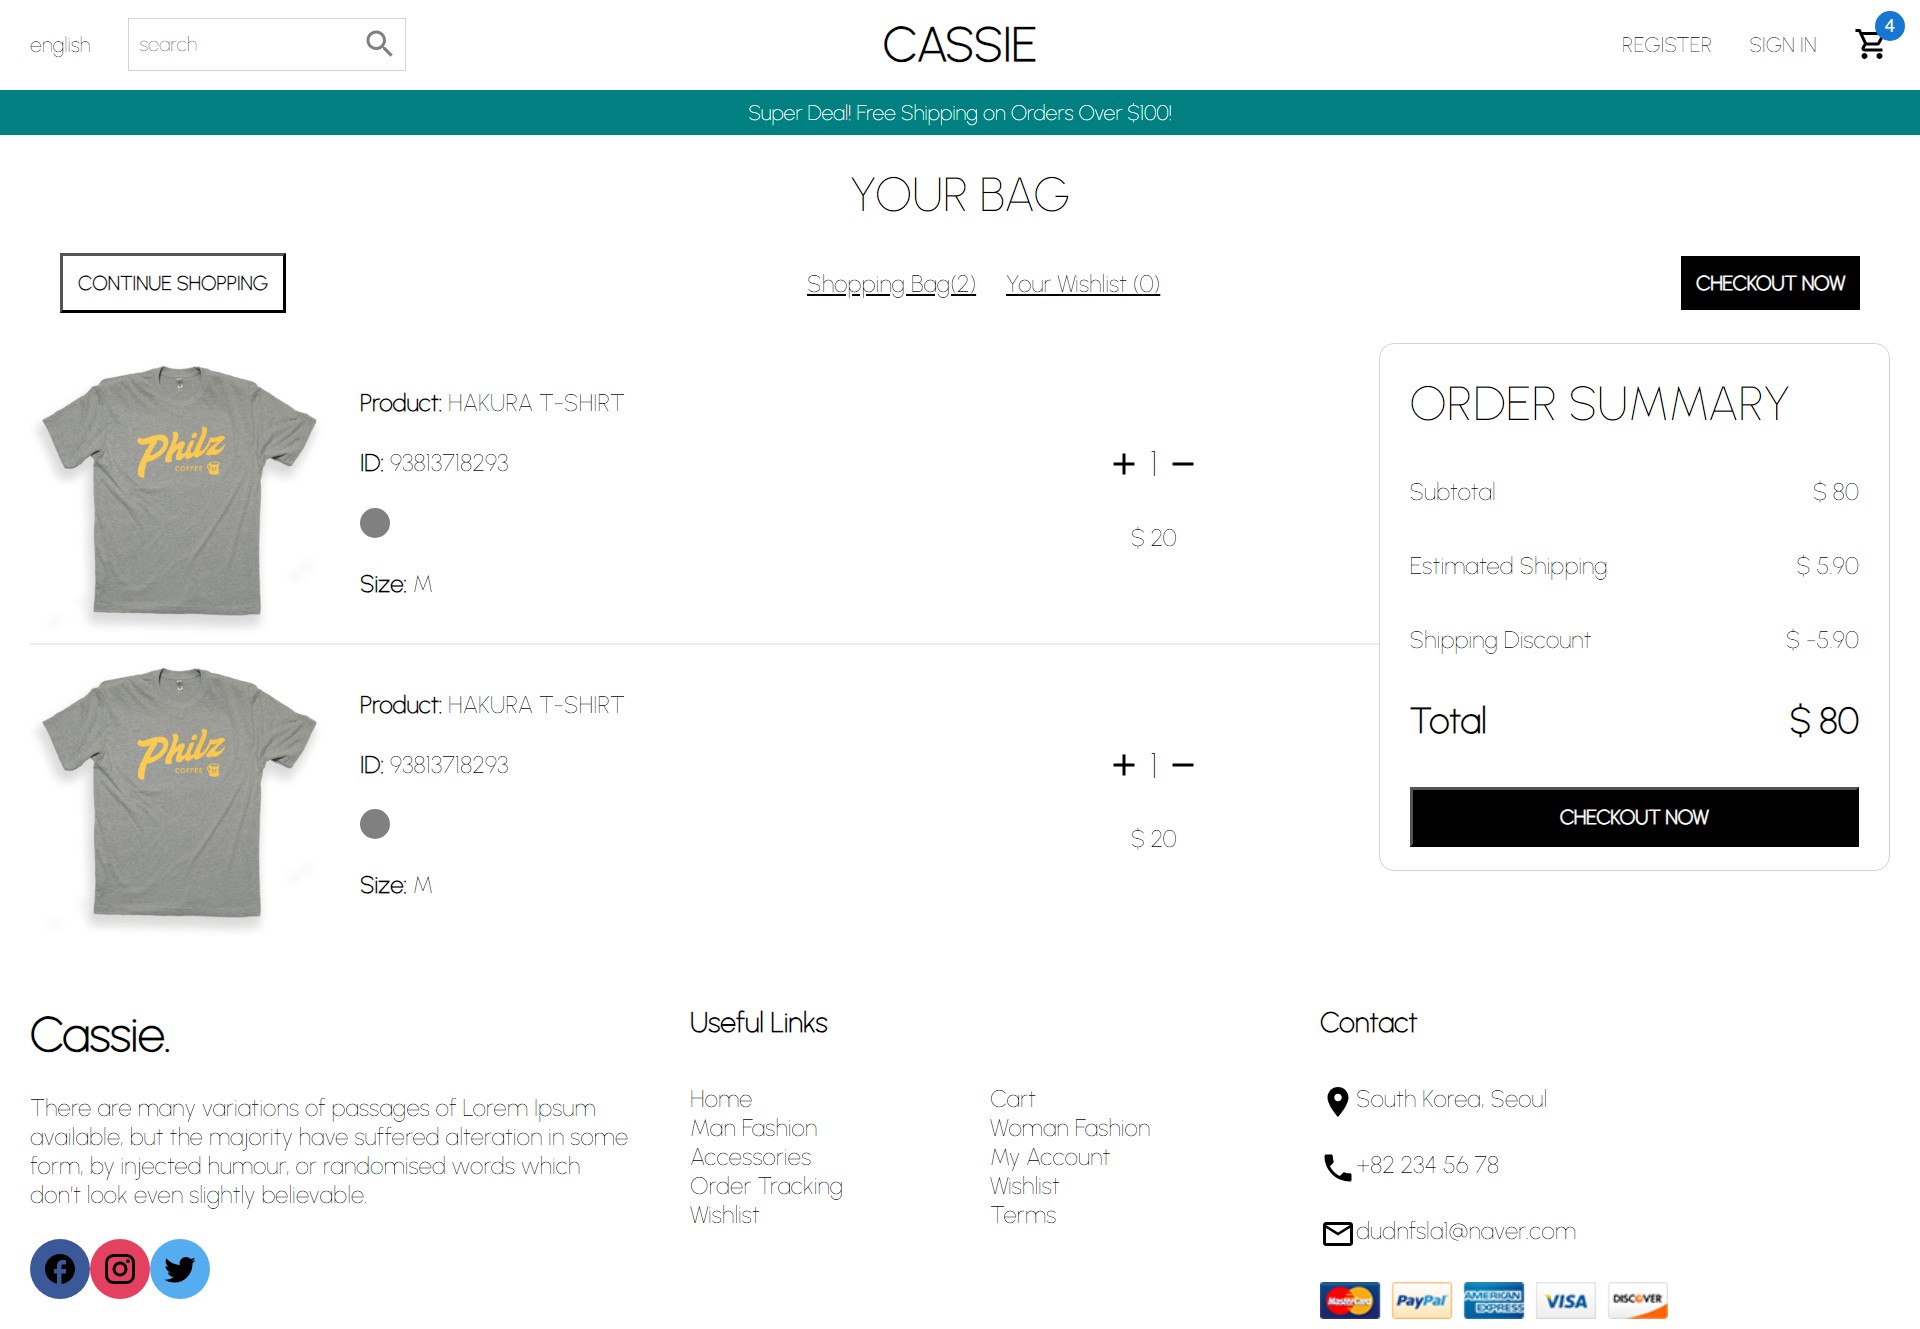 english
search
CASSIE
REGISTER
SIGN IN
4
Super Deal! Free Shipping on Orders Over $100!
YOUR BAG
CONTINUE SHOPPING
Shopping Bag(2)
Your Wishlist (0)
CHECKOUT NOW
Philz
COFFEE
Product: HAKURA T-SHIRT
ID: 93813718293
Size: M
+ 1 −
$ 20
Philz
COFFEE
Product: HAKURA T-SHIRT
ID: 93813718293
Size: M
+ 1 −
$ 20
ORDER SUMMARY
Subtotal $ 80
Estimated Shipping $ 5.90
Shipping Discount $ -5.90
Total $ 80
CHECKOUT NOW
Cassie.
There are many variations of passages of Lorem Ipsum
available, but the majority have suffered alteration in some
form, by injected humour, or randomised words which
don't look even slightly believable.
Useful Links
Home
Man Fashion
Accessories
Order Tracking
Wishlist
Cart
Woman Fashion
My Account
Wishlist
Terms
Contact
South Korea, Seoul
+82 234 56 78
dudnfsla1@naver.com
MasterCard
PayPal
AMERICAN EXPRESS
VISA
DISCOVER